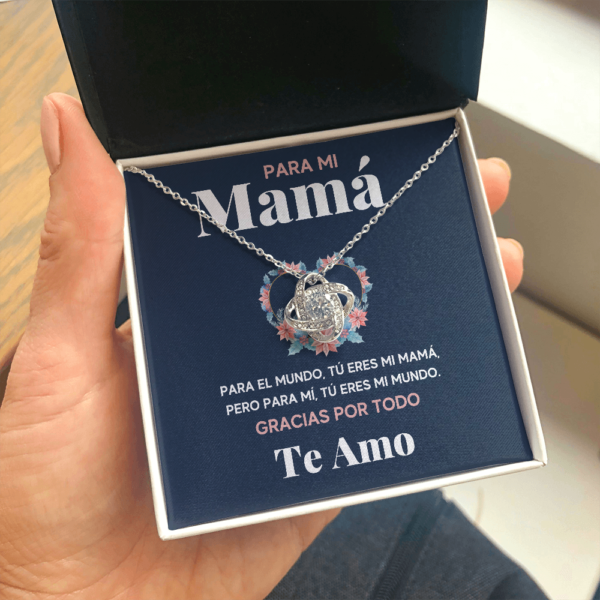 PARA MI
Mamá
PARA EL MUNDO, TÚ ERES MI MAMÁ,
PERO PARA MÍ, TÚ ERES MI MUNDO.
GRACIAS POR TODO
Te Amo